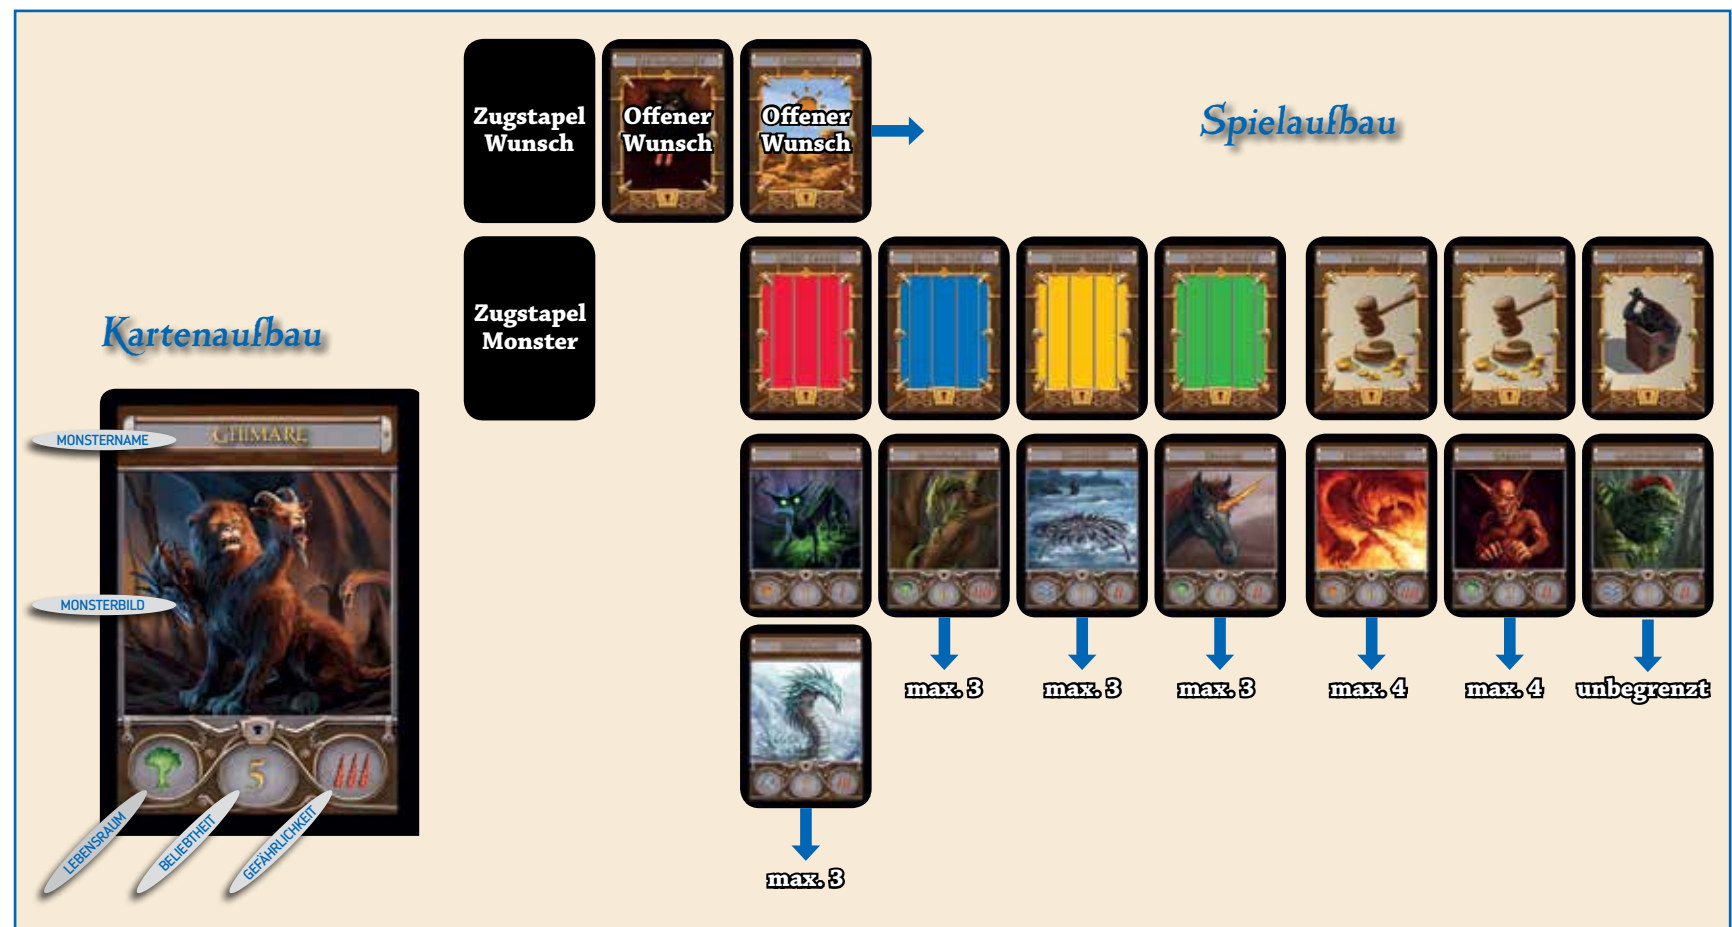 Zugstapel
Wunsch
Offener
Wunsch
Offener
Wunsch
Spielaufbau
Zugstapel
Monster
Kartenaufbau
MONSTERNAME
CHIMÄRE
MONSTERBILD
5
LEBENSRAUM
BELIEBTHEIT
GEFÄHRLICHKEIT
max. 3
max. 3
max. 3
max. 4
max. 4
unbegrenzt
max. 3